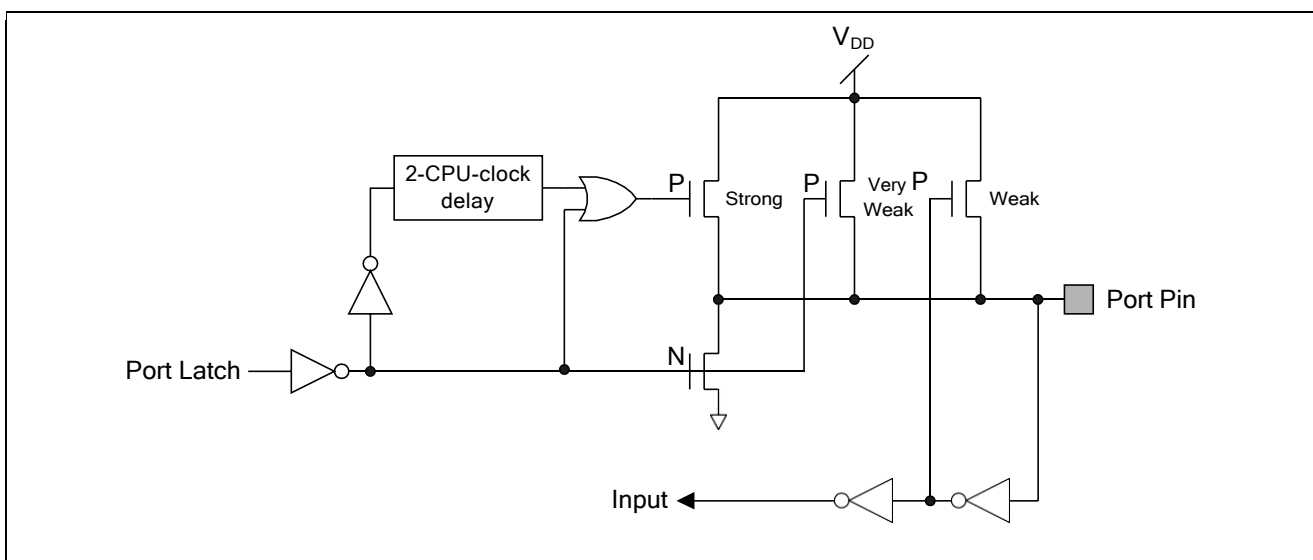 V_DD
2-CPU-clock
delay
P
Strong
P
Very
Weak
P
Weak
Port Pin
N
Port Latch
Input